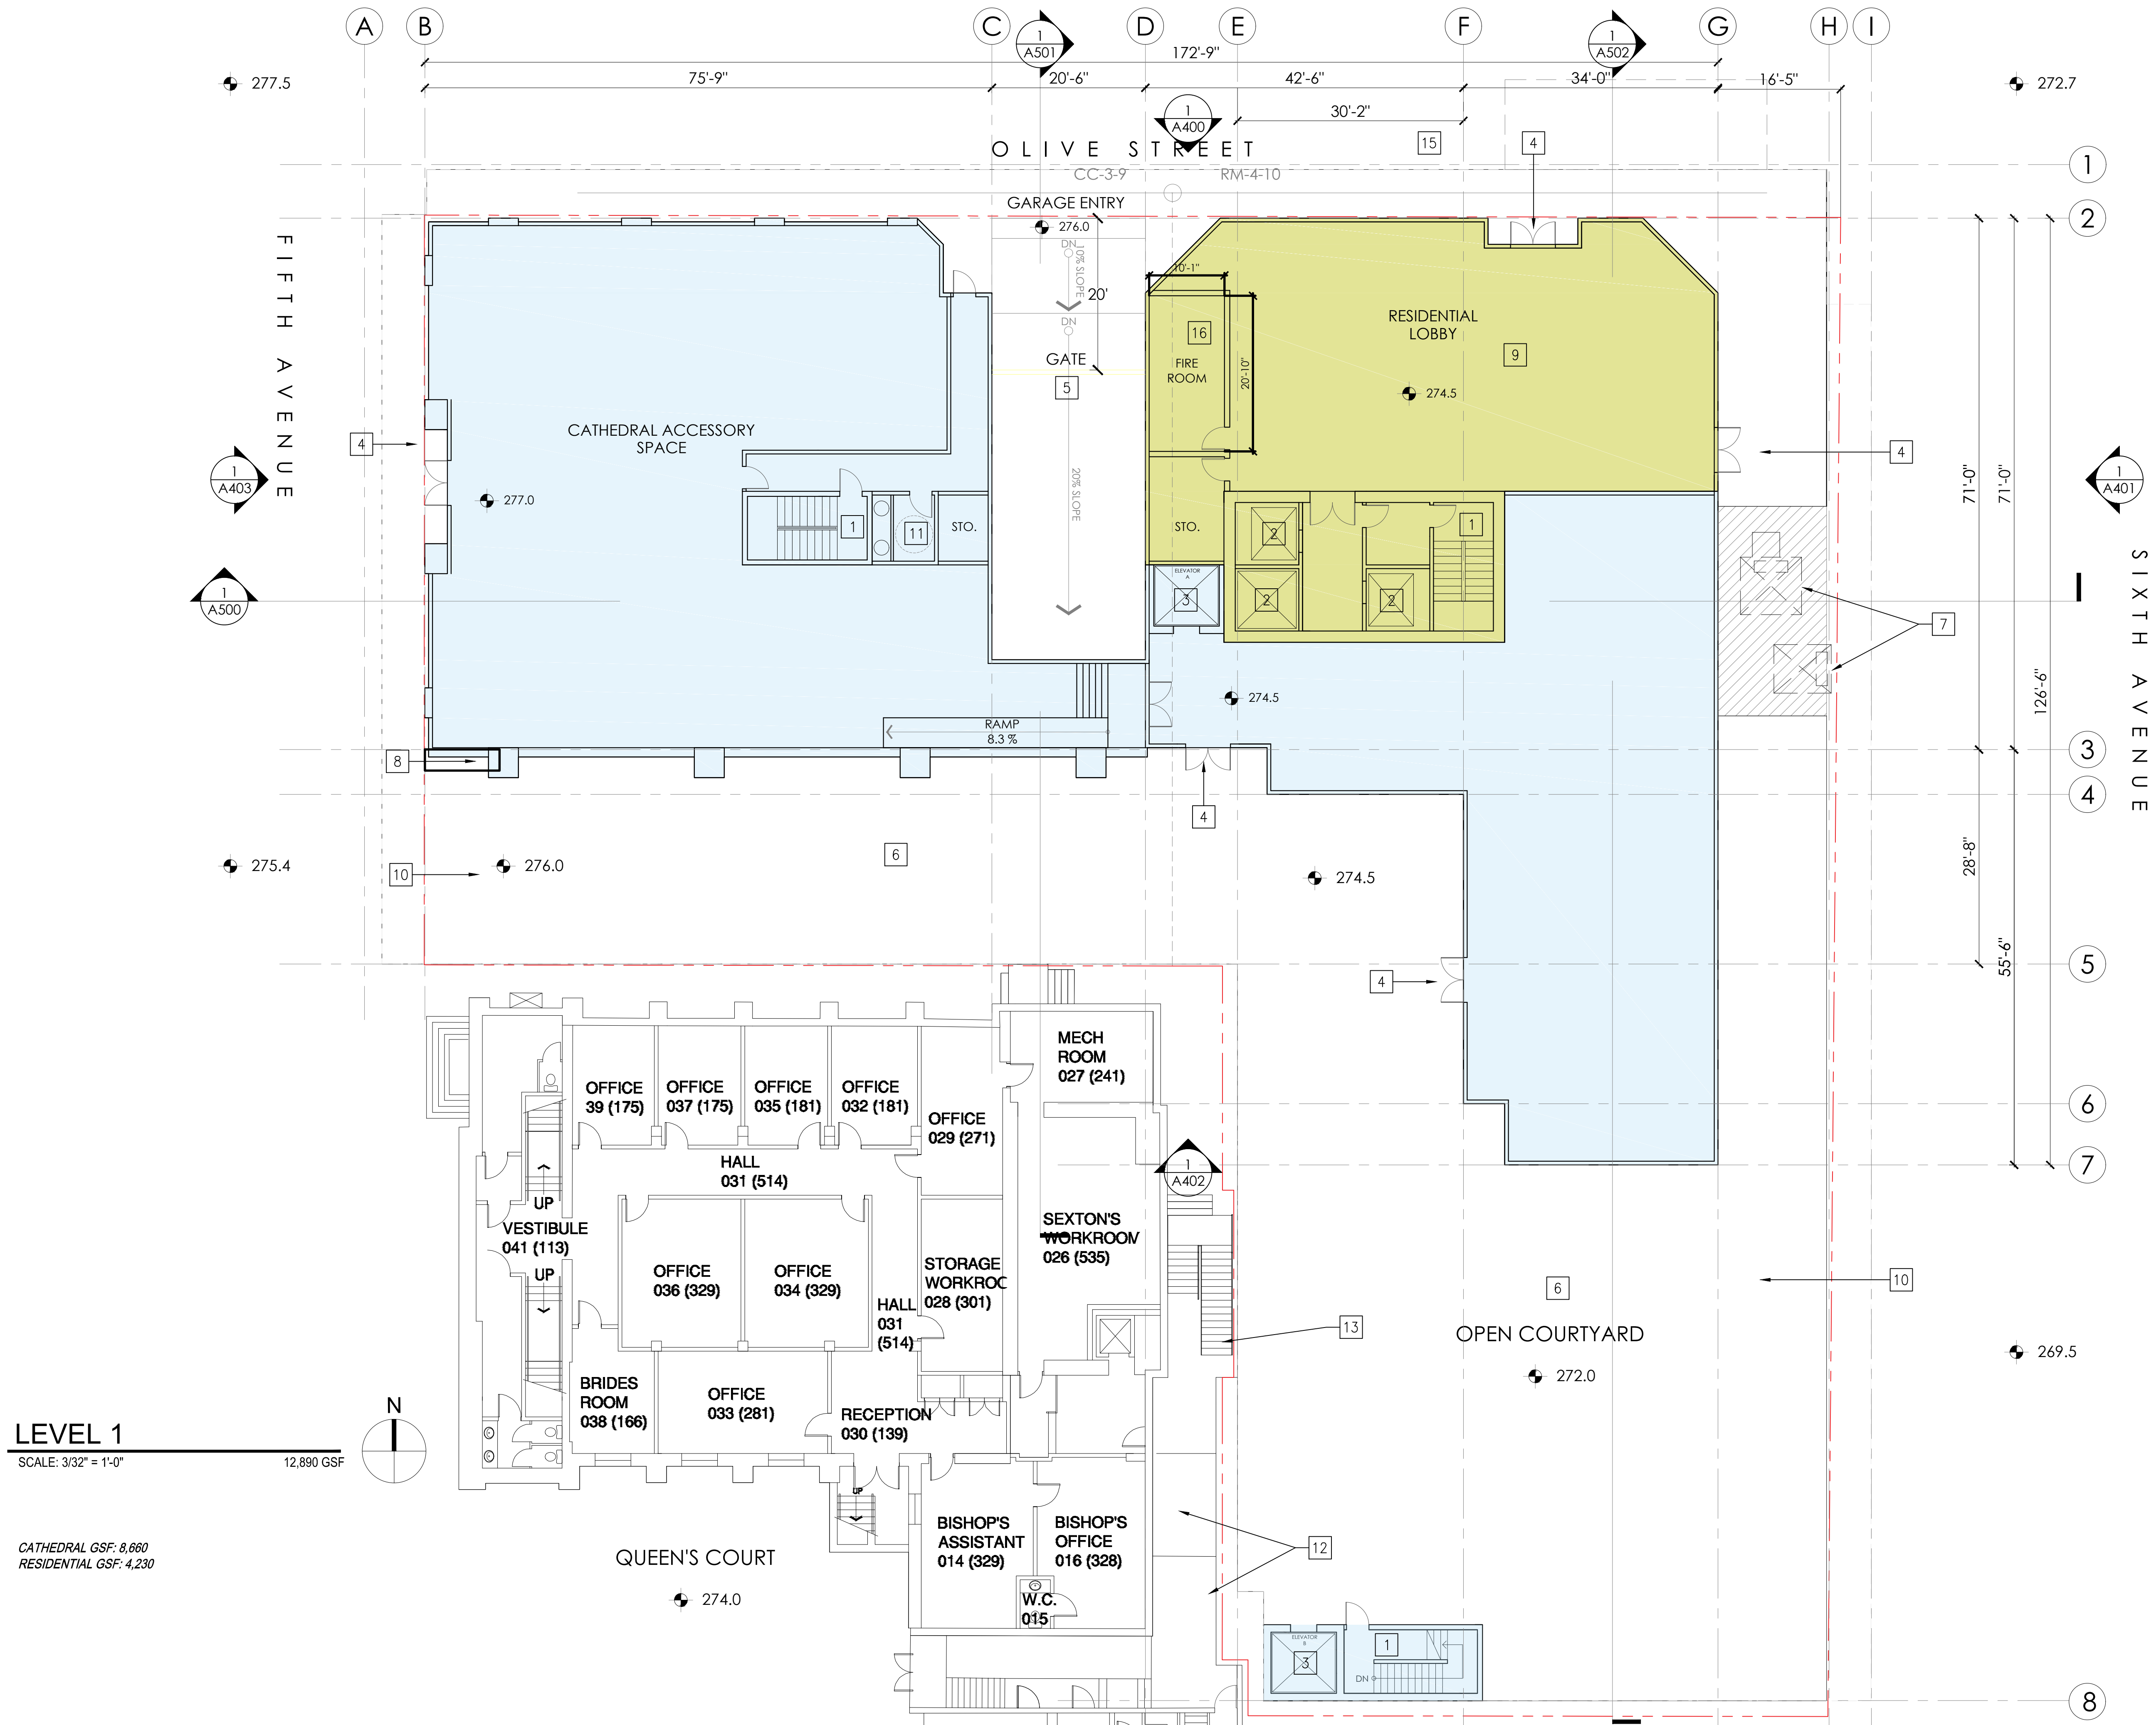 A
B
C
D
E
F
G
H
I
1
A501
1
A502
172'-9"
277.5
75'-9"
20'-6"
42'-6"
34'-0"
16'-5"
272.7
30'-2"
1
A400
15
4
OLIVE STREET
CC-3-9
RM-4-10
1
GARAGE ENTRY
276.0
2
FIFTH AVENUE
DN
10% SLOPE
10'-1"
20'
DN
RESIDENTIAL
LOBBY
16
9
GATE
FIRE
ROOM
20'-10"
5
274.5
CATHEDRAL ACCESSORY
SPACE
4
4
1
A403
1
A401
71'-0"
71'-0"
277.0
20% SLOPE
1
11
STO.
STO.
2
1
SIXTH AVENUE
1
A500
ELEVATOR
A
3
2
2
7
274.5
126'-6"
RAMP
8.3 %
8
3
4
4
6
28'-8"
275.4
10
276.0
274.5
55'-6"
5
4
MECH
ROOM
027 (241)
OFFICE
39 (175)
OFFICE
037 (175)
OFFICE
035 (181)
OFFICE
032 (181)
OFFICE
029 (271)
6
HALL
031 (514)
1
A402
7
UP
VESTIBULE
041 (113)
UP
SEXTON'S
WORKROOM
026 (535)
OFFICE
036 (329)
OFFICE
034 (329)
STORAGE
WORKROC
028 (301)
HALL
031
(514)
6
10
13
OPEN COURTYARD
272.0
269.5
BRIDES
ROOM
038 (166)
OFFICE
033 (281)
RECEPTION
030 (139)
N
LEVEL 1
SCALE: 3/32" = 1'-0"
12,890 GSF
UP
BISHOP'S
ASSISTANT
014 (329)
BISHOP'S
OFFICE
016 (328)
12
CATHEDRAL GSF: 8,660
RESIDENTIAL GSF: 4,230
QUEEN'S COURT
274.0
W.C.
015
ELEVATOR
B
3
1
DN
8